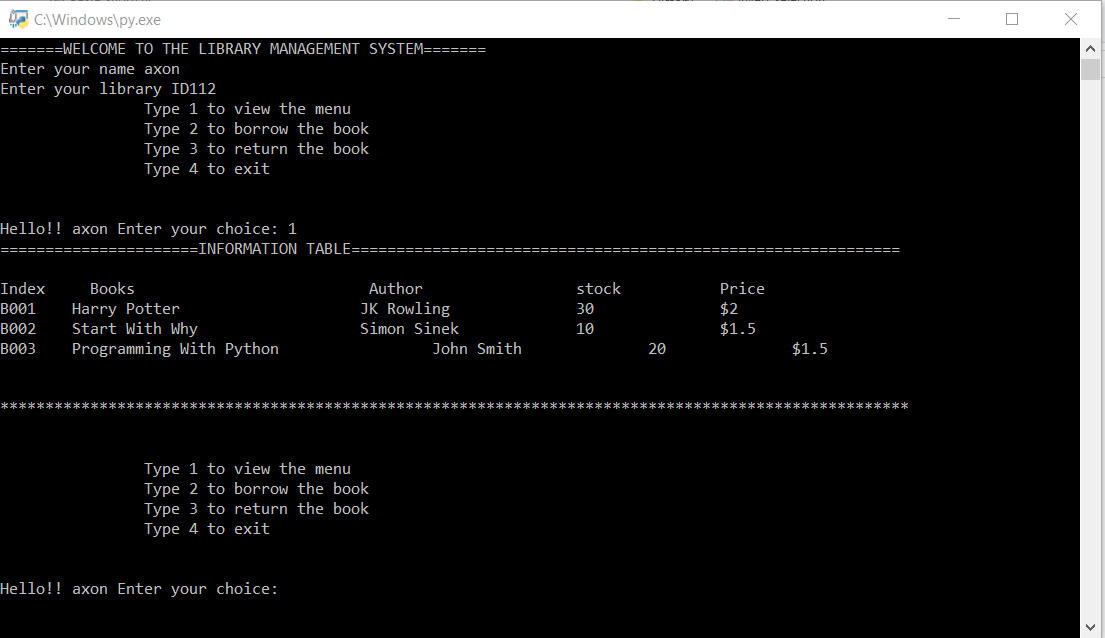 C:\Windows\py.exe
=======WELCOME TO THE LIBRARY MANAGEMENT SYSTEM=======
Enter your name axon
Enter your library ID112
Type 1 to view the menu
Type 2 to borrow the book
Type 3 to return the book
Type 4 to exit
Hello!! axon Enter your choice: 1
======================INFORMATION TABLE=============================================================
Index     Books                          Author                 stock           Price
B001    Harry Potter                    JK Rowling              30              $2
B002    Start With Why                  Simon Sinek             10              $1.5
B003    Programming With Python                 John Smith              20              $1.5
*****************************************************************************************************
Type 1 to view the menu
Type 2 to borrow the book
Type 3 to return the book
Type 4 to exit
Hello!! axon Enter your choice: